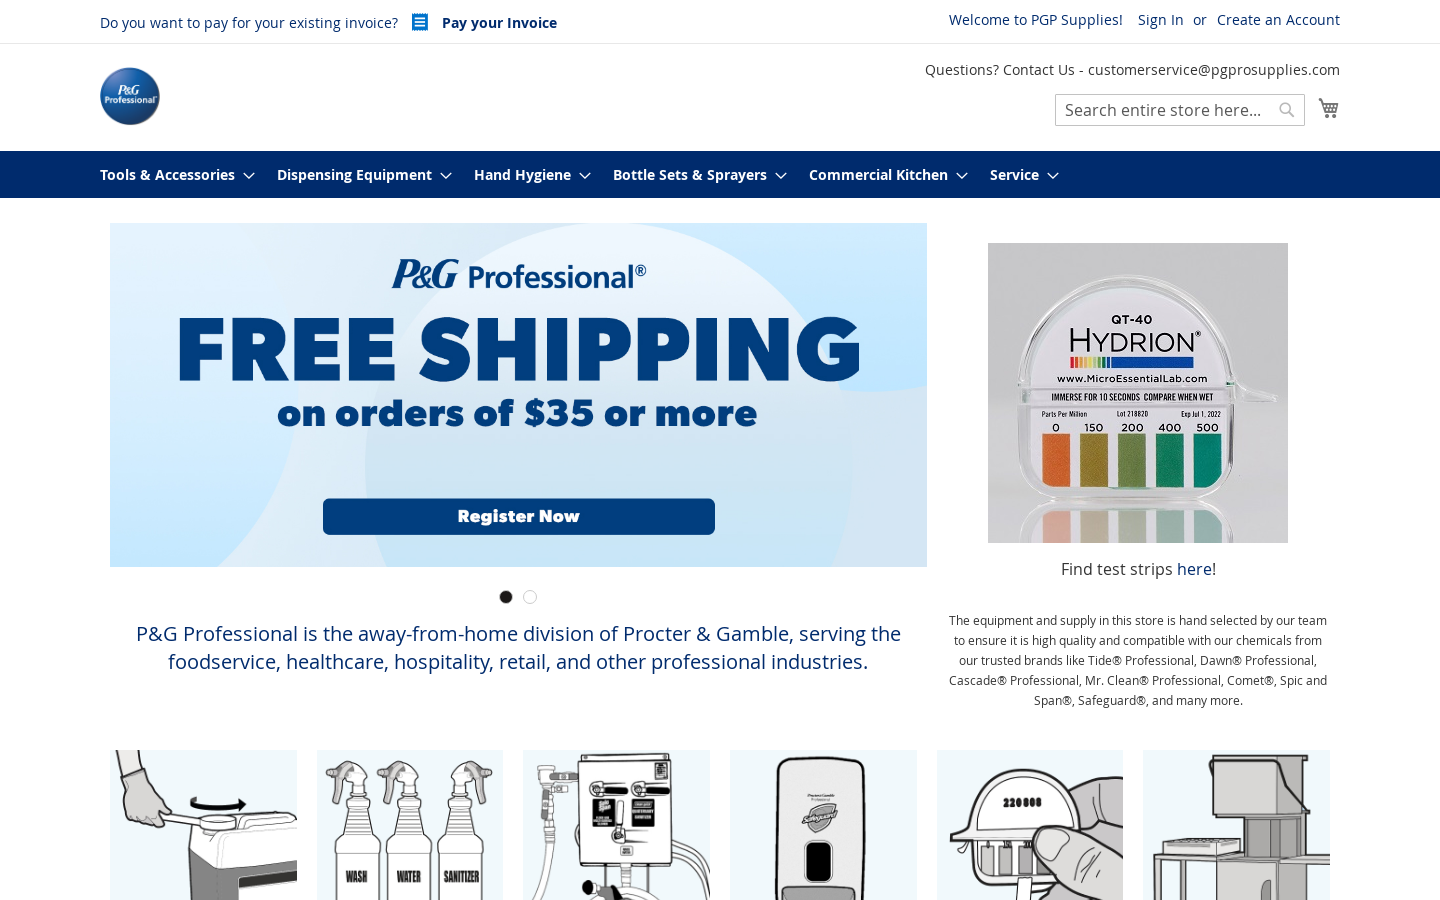 Do you want to pay for your existing invoice? Pay your Invoice
Welcome to PGP Supplies! Sign In or Create an Account
Questions? Contact Us - customerservice@pgprosupplies.com
P&G
Professional
Search entire store here...
Tools & Accessories Dispensing Equipment Hand Hygiene Bottle Sets & Sprayers Commercial Kitchen Service
P&G Professional®
FREE SHIPPING
on orders of $35 or more
Register Now
QT-40
HYDRION®
www.MicroEssentialLab.com
IMMERSE FOR 10 SECONDS COMPARE WHEN WET
Parts Per Million Lot 218820 Exp Jul 1, 2022
0 150 200 400 500
Find test strips here!
P&G Professional is the away-from-home division of Procter & Gamble, serving the
foodservice, healthcare, hospitality, retail, and other professional industries.
The equipment and supply in this store is hand selected by our team
to ensure it is high quality and compatible with our chemicals from
our trusted brands like Tide® Professional, Dawn® Professional,
Cascade® Professional, Mr. Clean® Professional, Comet®, Spic and
Span®, Safeguard®, and many more.
WASH WATER SANITIZER
Safeguard
220808